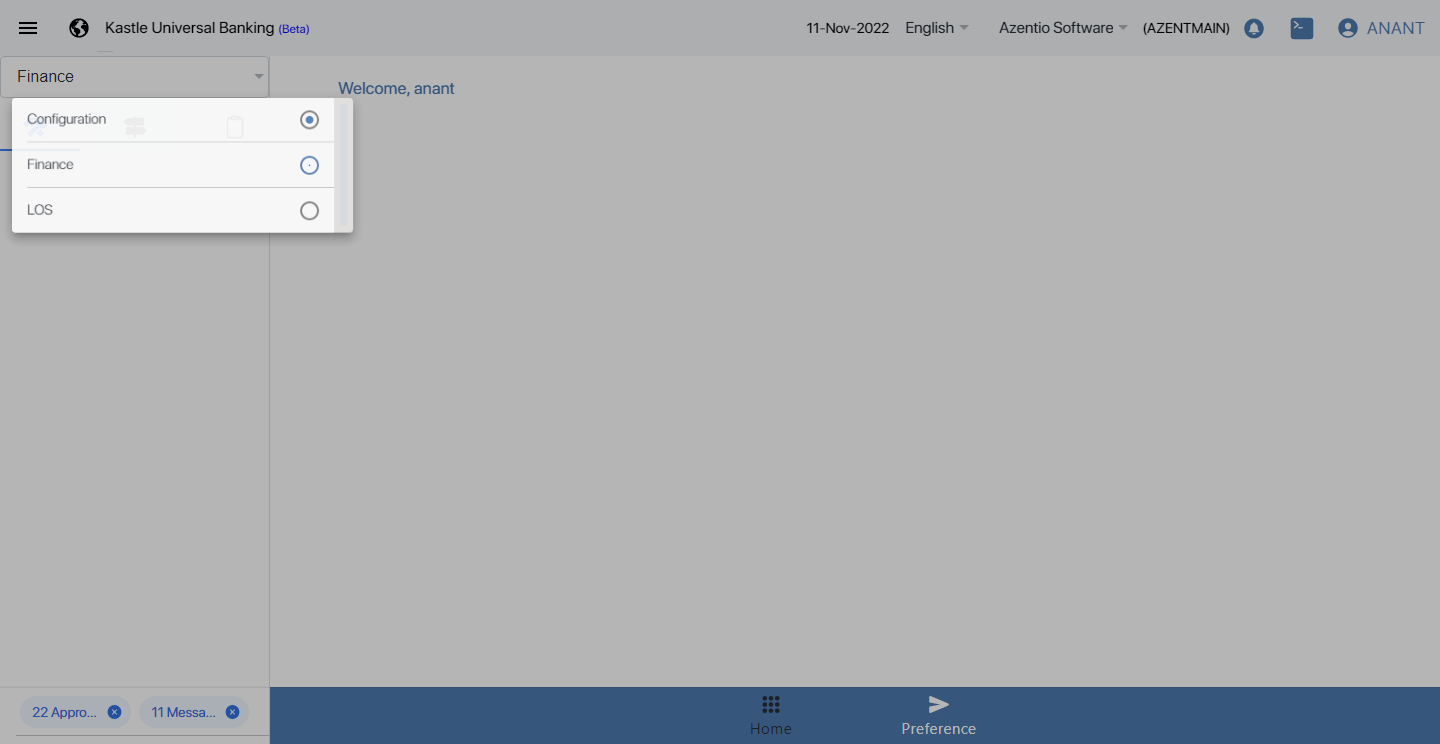 Kastle Universal Banking (Beta)
11-Nov-2022
English
Azentio Software
(AZENTMAIN)
ANANT
Finance
Welcome, anant
Configuration
Finance
LOS
22 Appro...
11 Messa...
Home
Preference